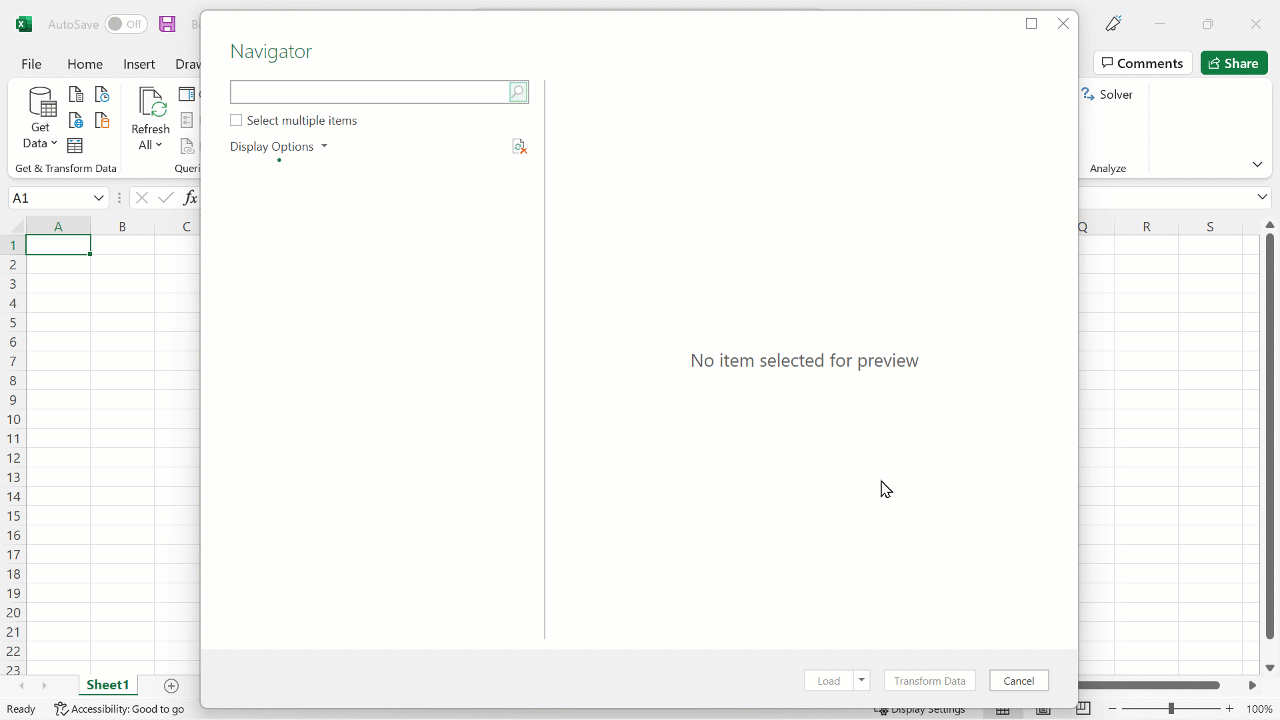 AutoSave Off
Navigator
File Home Insert
Comments Share
Get Data
Refresh All
Get & Transform Data
Select multiple items
Display Options
Solver
Analyze
A1
fx
A B C R S
1
2
3
4
5
6
7
8
9
10
11
12
13
14
15
16
17
18
19
20
21
22
23
No item selected for preview
Load Transform Data Cancel
Sheet1
Ready Accessibility: Good to go Display Settings 100%